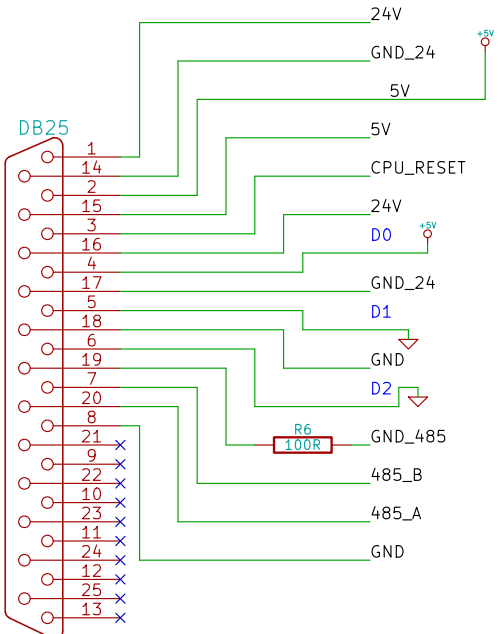 24V
+5V
GND_24
5V
DB25
5V
1
14
CPU_RESET
2
15
24V
3
D0
+5V
16
4
17
GND_24
5
D1
18
6
GND
19
7
D2
20
8
R6
GND_485
21
100R
9
22
485_B
10
23
485_A
11
24
GND
12
25
13